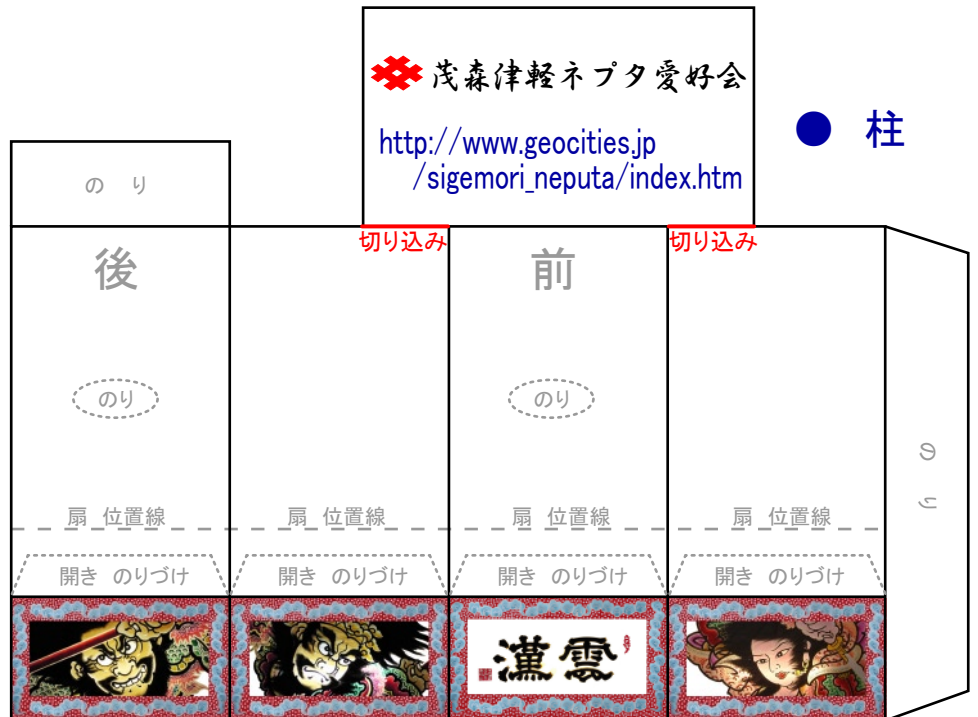 茂森津軽ネプタ愛好会
http://www.geocities.jp
/sigemori_neputa/index.htm
● 柱
のり
切り込み
切り込み
後
前
のり
のり
のり
扇 位置線
扇 位置線
扇 位置線
扇 位置線
開き のりづけ
開き のりづけ
開き のりづけ
開き のりづけ
漢雲